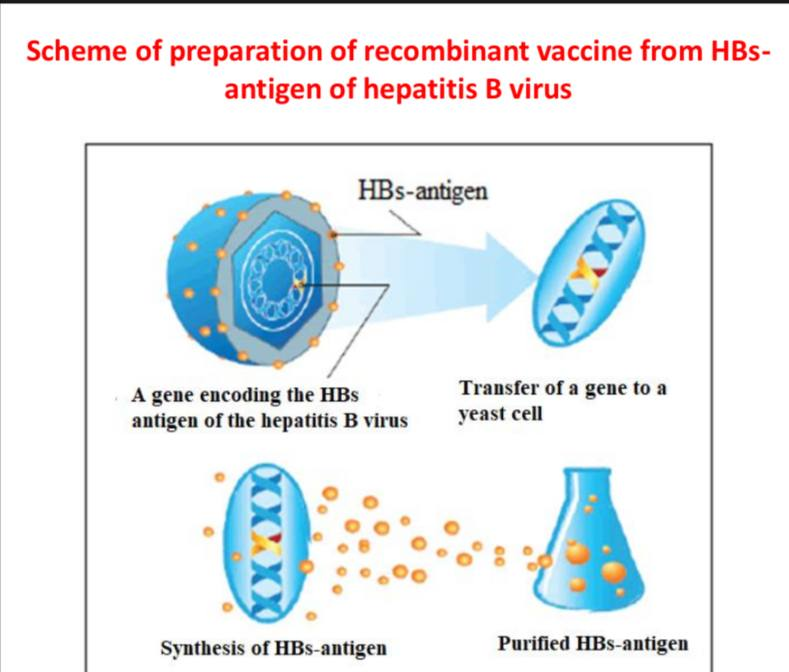 Scheme of preparation of recombinant vaccine from HBs-
antigen of hepatitis B virus
HBs-antigen
A gene encoding the HBs
antigen of the hepatitis B virus
Transfer of a gene to a
yeast cell
Synthesis of HBs-antigen
Purified HBs-antigen